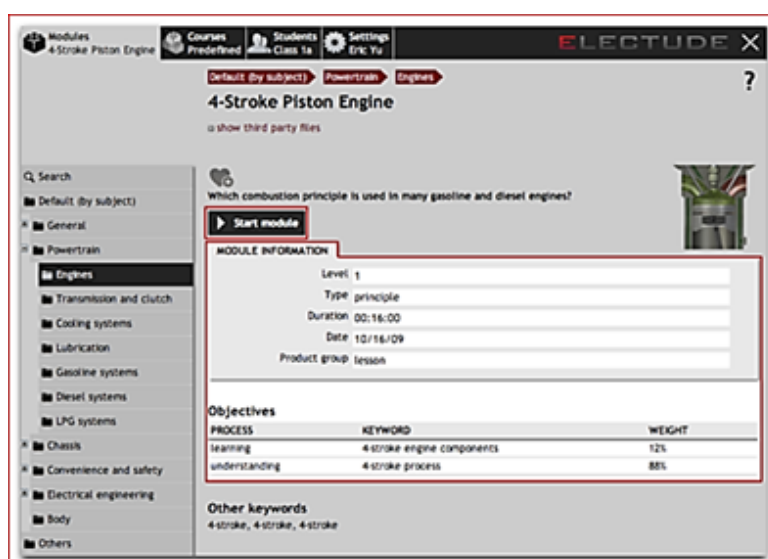 Modules
4-Stroke Piston Engine
Courses
Predefined
Students
Class 1a
Settings
Eric Yu
ELECTUDE X
Default (by subject)
Powertrain
Engines
?
4-Stroke Piston Engine
show third party files
Search
Default (by subject)
General
Powertrain
Engines
Transmission and clutch
Cooling systems
Lubrication
Gasoline systems
Diesel systems
LPG systems
Chassis
Convenience and safety
Electrical engineering
Body
Others
Which combustion principle is used in many gasoline and diesel engines?
Start module
MODULE INFORMATION
Level 1
Type principle
Duration 00:16:00
Date 10/16/09
Product group lesson
Objectives
PROCESS KEYWORD WEIGHT
learning 4-stroke engine components 12%
understanding 4-stroke process 88%
Other keywords
4-stroke, 4-stroke, 4-stroke